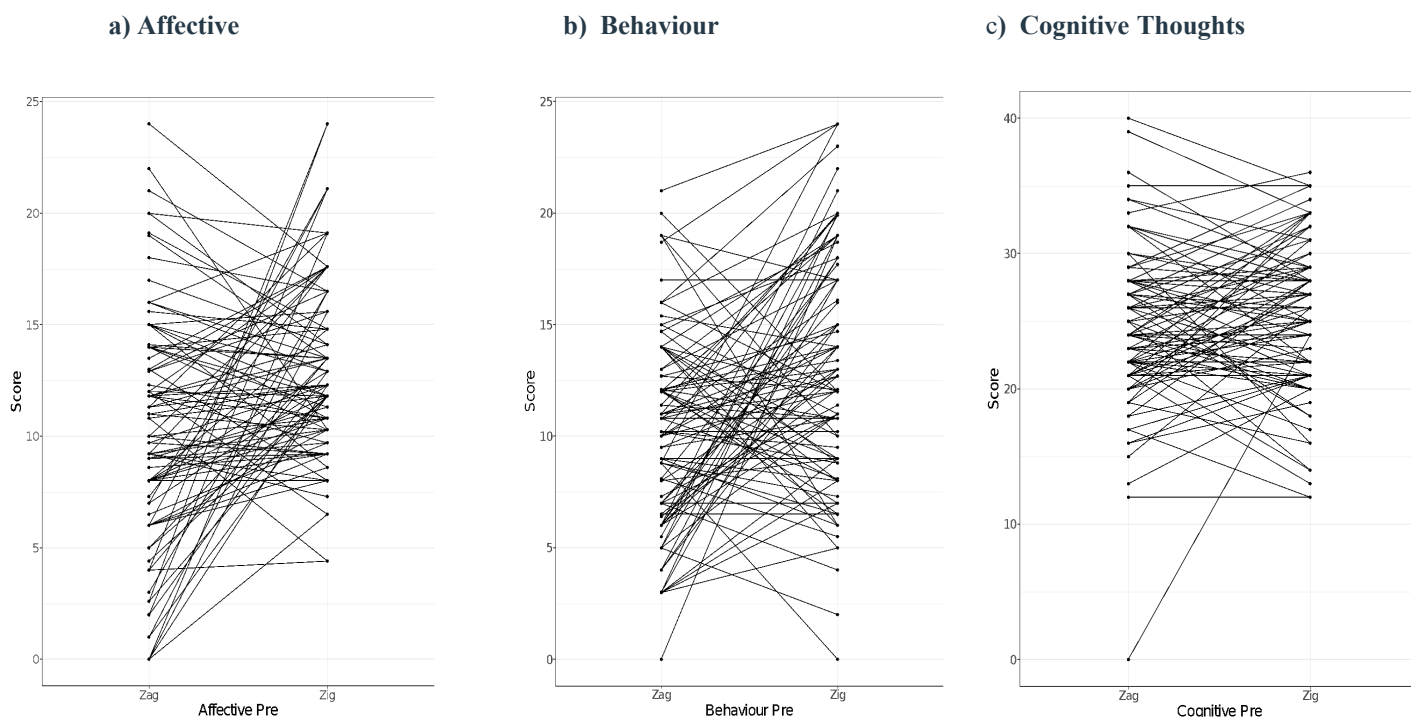 a) Affective
b) Behaviour
c) Cognitive Thoughts
25
20
15
10
5
0
Score
Zag
Zig
Affective Pre
25
20
15
10
5
0
Score
Zag
Zig
Behaviour Pre
40
30
20
10
0
Score
Zag
Zig
Cognitive Pre